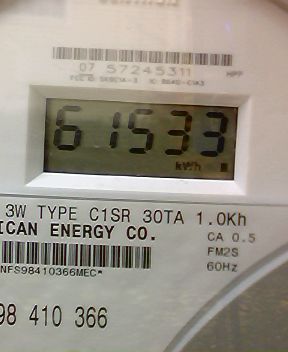 07 57245311 HPP
61533
kWh
3W TYPE C1SR 30TA 1.0Kh
ICAN ENERGY CO.
CA 0.5
FM2S
60Hz
NFS98410366MEC*
98 410 366